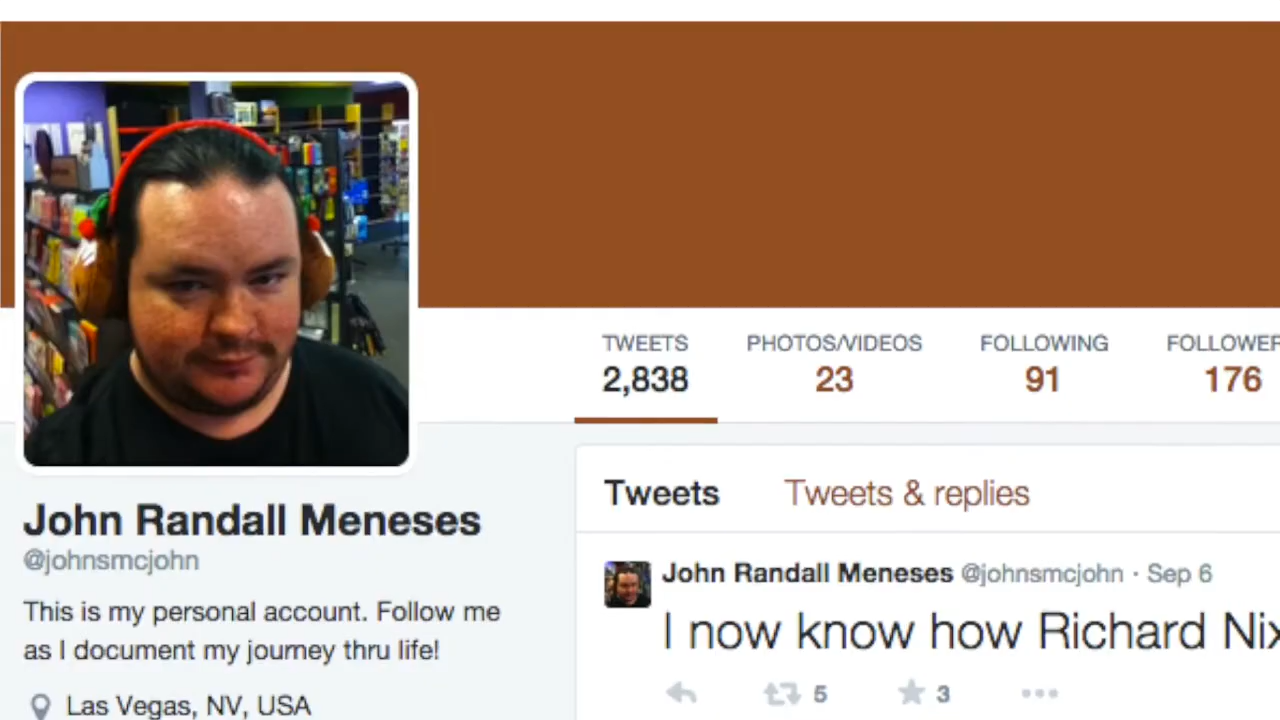 TWEETS PHOTOS/VIDEOS FOLLOWING FOLLOWER
2,838 23 91 176
John Randall Meneses
@johnsmcjohn
This is my personal account. Follow me
as I document my journey thru life!
Las Vegas, NV, USA
Tweets Tweets & replies
John Randall Meneses @johnsmcjohn · Sep 6
I now know how Richard Nix
5 3